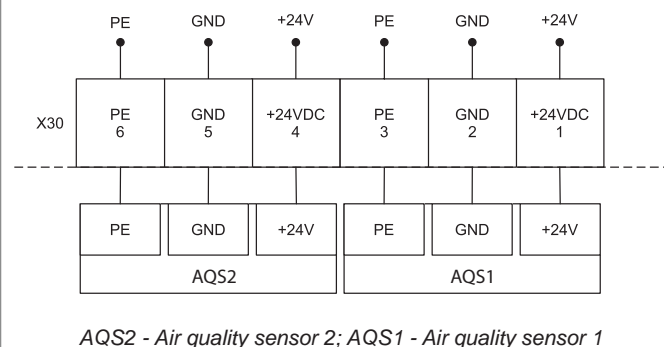 PE GND +24V PE GND +24V
X30
PE GND +24VDC PE GND +24VDC
6 5 4 3 2 1
PE GND +24V PE GND +24V
AQS2 AQS1
AQS2 - Air quality sensor 2; AQS1 - Air quality sensor 1